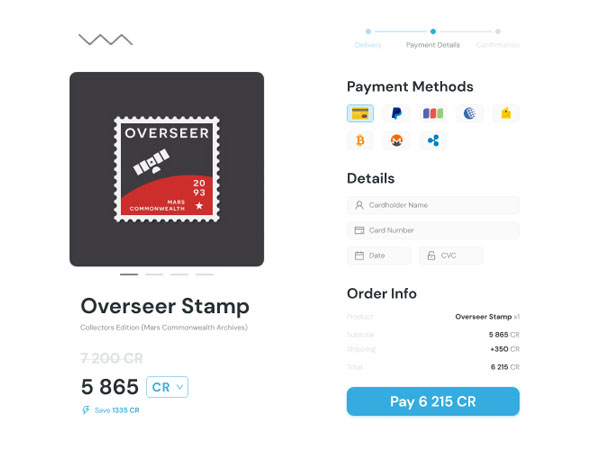 OVERSEER
20
93
MARS
COMMONWEALTH
Overseer Stamp
Collectors Edition (Mars Commonwealth Archives)
7 200 CR
5 865 CR
Save 1335 CR
Delivery Payment Details Confirmation
Payment Methods
Details
Cardholder Name
Card Number
Date CVC
Order Info
Product Overseer Stamp x1
Subtotal 5 865 CR
Shipping +350 CR
Total 6 215 CR
Pay 6 215 CR